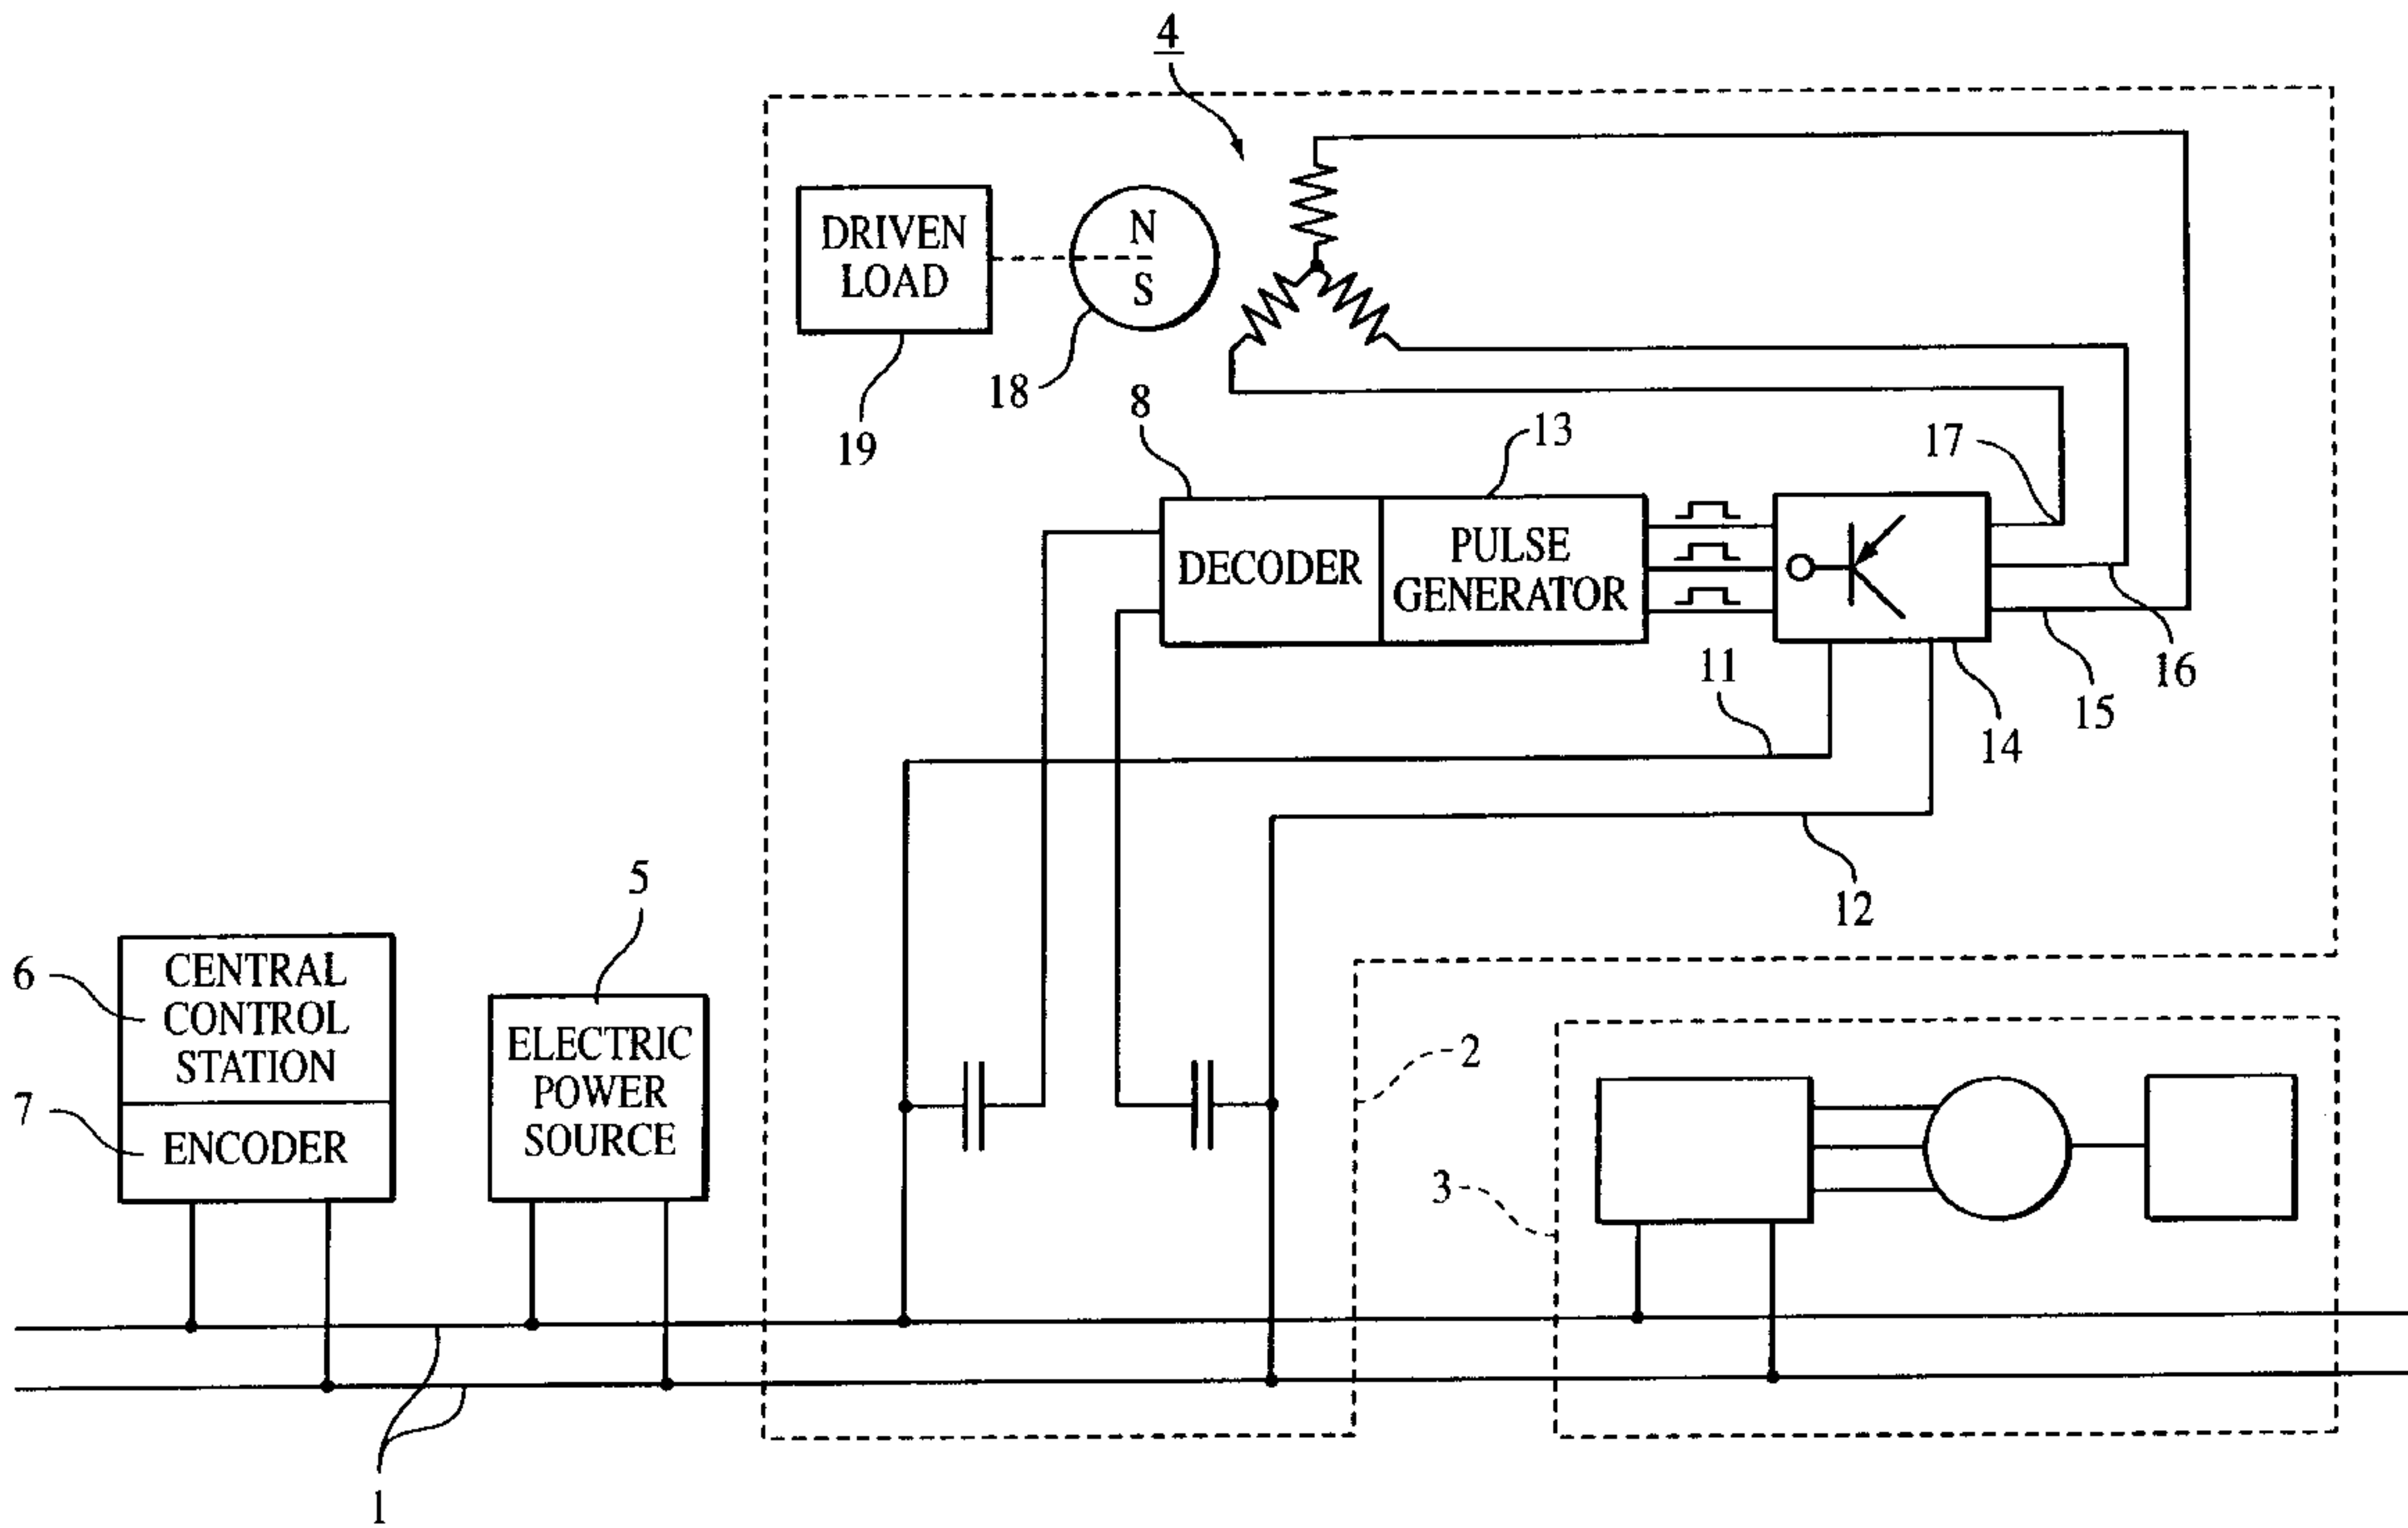 4
DRIVEN
LOAD
N
S
18
19
8
13
17
DECODER
PULSE
GENERATOR
11
16
15
14
12
5
6
CENTRAL
CONTROL
STATION
7
ENCODER
ELECTRIC
POWER
SOURCE
2
3
1